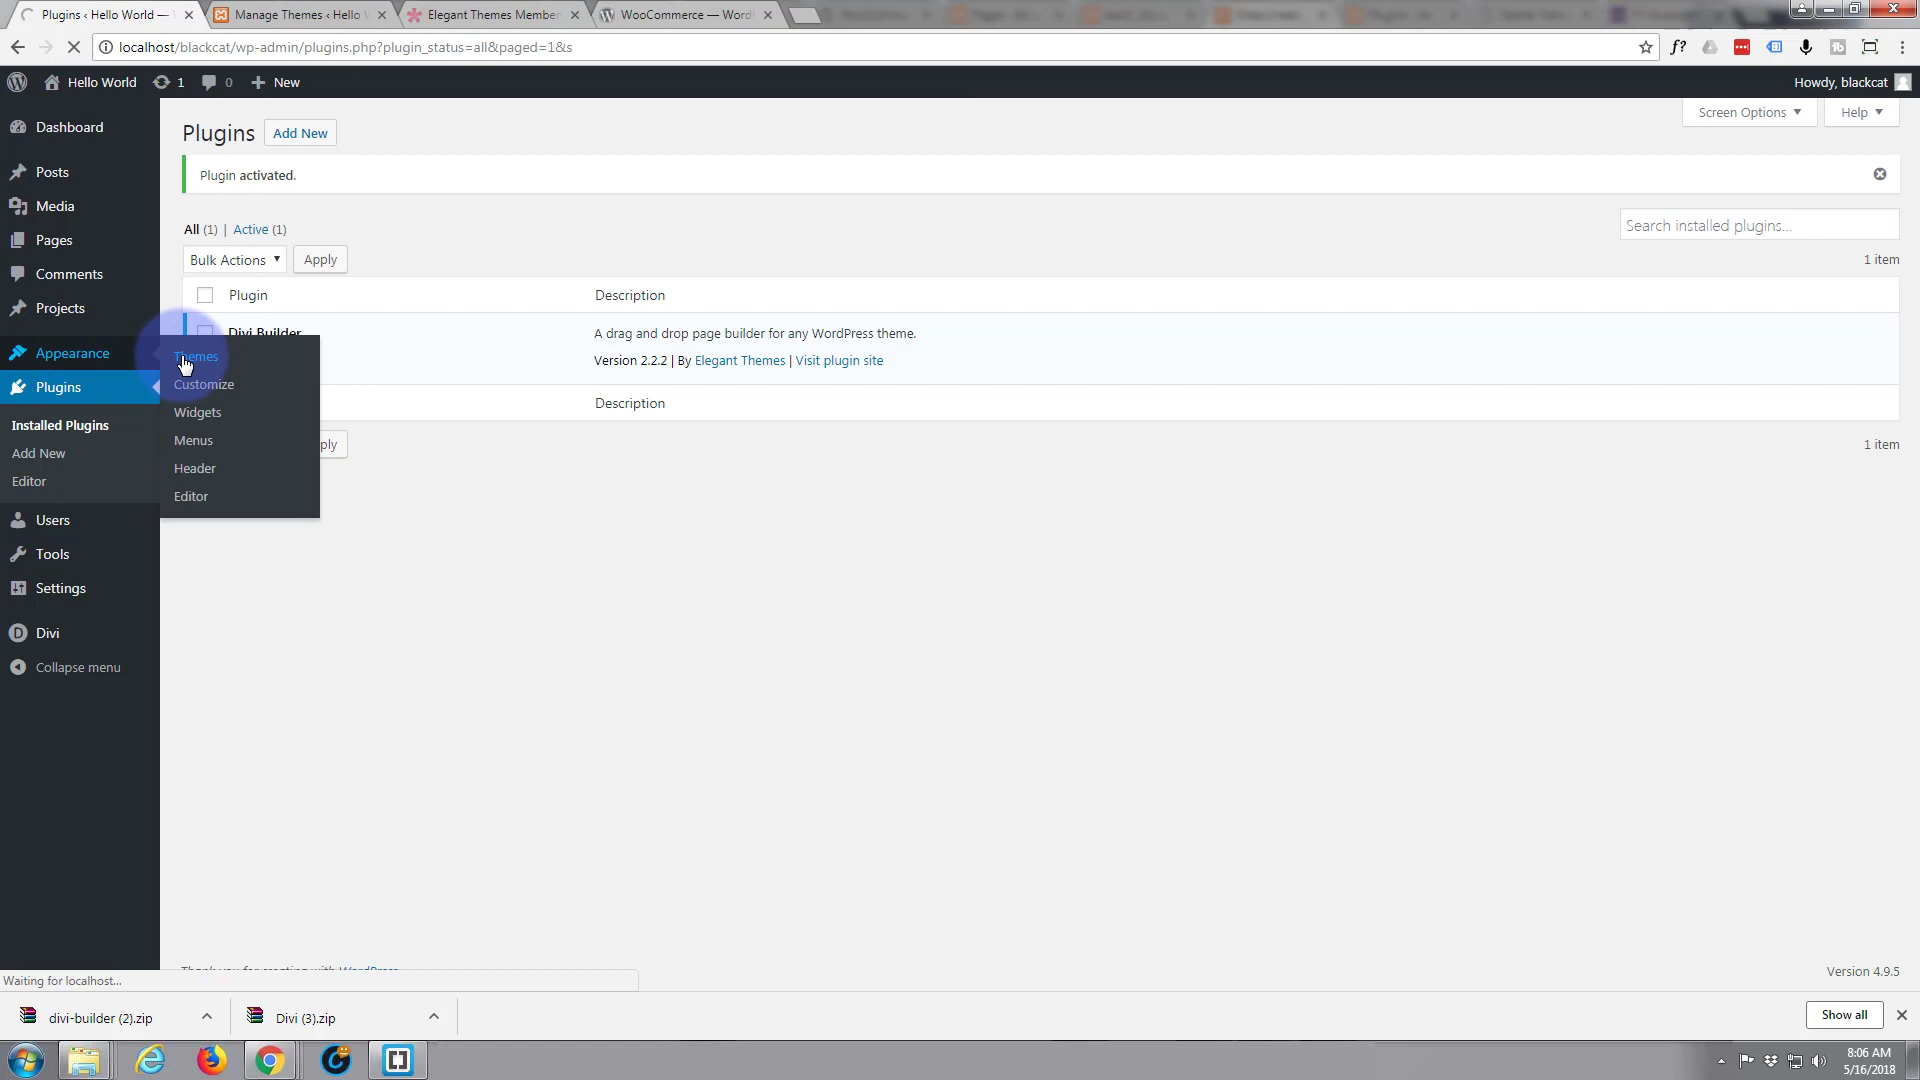 Plugins ‹ Hello World —
Manage Themes ‹ Hello
Elegant Themes Member
WooCommerce — Word
localhost/blackcat/wp-admin/plugins.php?plugin_status=all&paged=1&s
Hello World
1
0
New
Howdy, blackcat
Dashboard
Posts
Media
Pages
Comments
Projects
Appearance
Plugins
Installed Plugins
Add New
Editor
Users
Tools
Settings
Divi
Collapse menu
Themes
Customize
Widgets
Menus
Header
Editor
Plugins
Add New
Screen Options
Help
Plugin activated.
All (1) | Active (1)
Search installed plugins...
Bulk Actions
Apply
1 item
Plugin
Description
Divi Builder
A drag and drop page builder for any WordPress theme.
Version 2.2.2 | By Elegant Themes | Visit plugin site
Description
ply
1 item
Thank you for creating with WordPress
Version 4.9.5
Waiting for localhost...
divi-builder (2).zip
Divi (3).zip
Show all
8:06 AM
5/16/2018